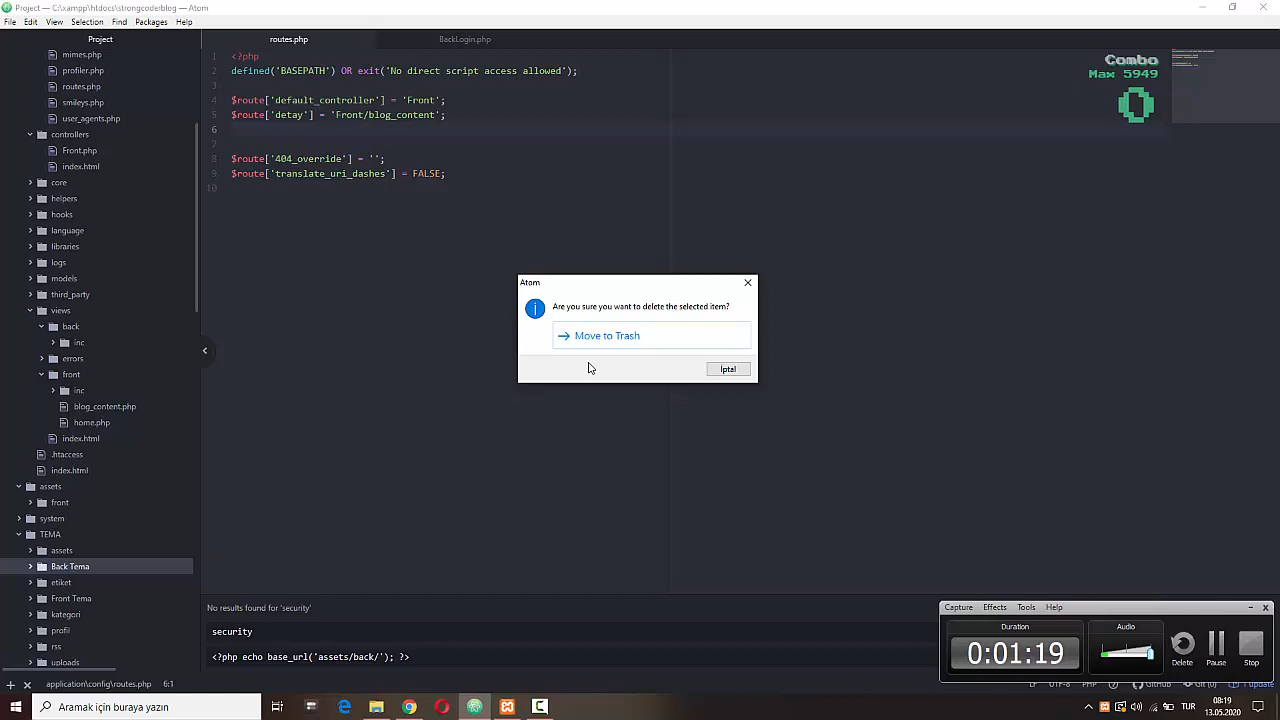 Project — C:\xampp\htdocs\strongcoderblog — Atom
File Edit View Selection Find Packages Help
Project
routes.php
BackLogin.php
mimes.php
profiler.php
routes.php
smileys.php
user_agents.php
controllers
Front.php
index.html
core
helpers
hooks
language
libraries
logs
models
third_party
views
back
inc
errors
front
inc
blog_content.php
home.php
index.html
.htaccess
index.html
assets
front
system
TEMA
assets
Back Tema
etiket
Front Tema
kategori
profil
rss
uploads
1 <?php
2 defined('BASEPATH') OR exit('No direct script access allowed');
3
4 $route['default_controller'] = 'Front';
5 $route['detay'] = 'Front/blog_content';
6
7
8 $route['404_override'] = '';
9 $route['translate_uri_dashes'] = FALSE;
10
Combo
Max 5949
0
Atom
Are you sure you want to delete the selected item?
Move to Trash
İptal
No results found for 'security'
security
<?php echo base_url('assets/back/'); ?>
Capture Effects Tools Help
Duration
Audio
0:01:19
Delete
Pause
Stop
application\config\routes.php 6:1
LF UTF-8 PHP GitHub Git (0) 1 update
Aramak için buraya yazın
TUR
08:19
13.05.2020